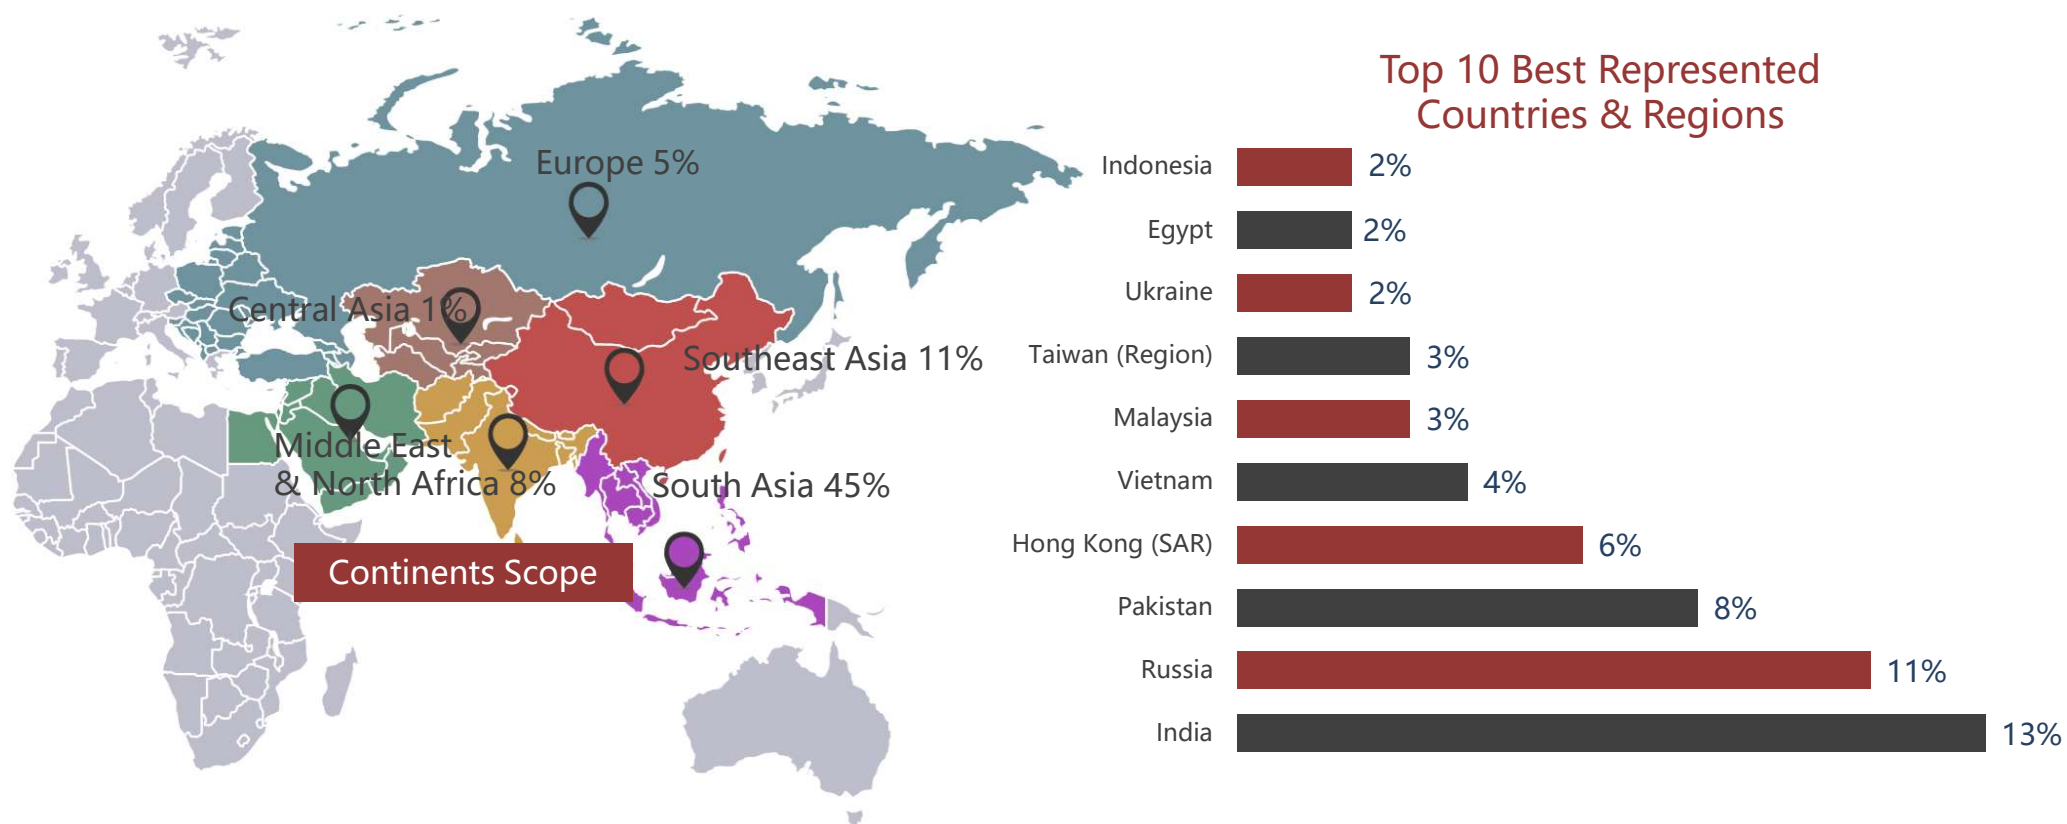 Europe 5%
Central Asia 1%
Southeast Asia 11%
Middle East
& North Africa 8%
South Asia 45%
Continents Scope
Top 10 Best Represented
Countries & Regions
Indonesia 2%
Egypt 2%
Ukraine 2%
Taiwan (Region) 3%
Malaysia 3%
Vietnam 4%
Hong Kong (SAR) 6%
Pakistan 8%
Russia 11%
India 13%